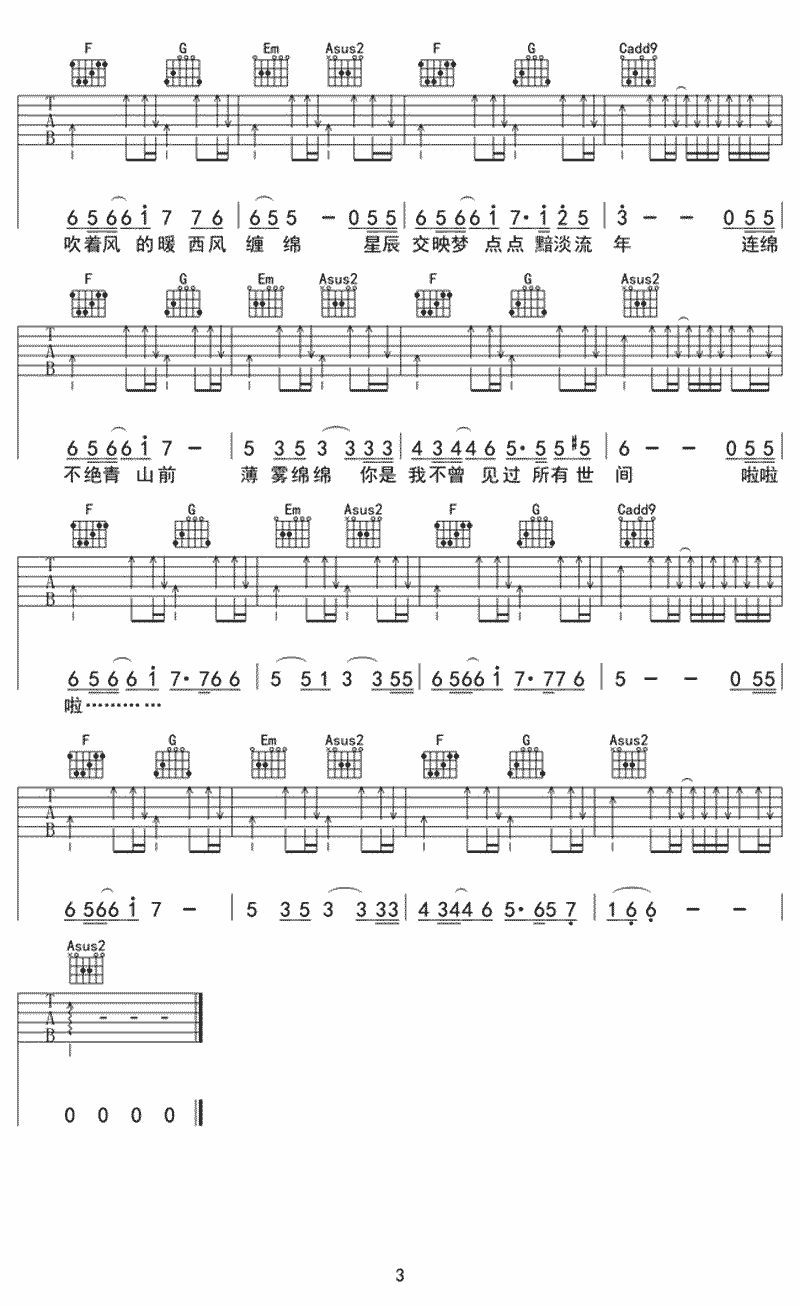 F G Em Asus2 F G Cadd9
T
A
B
6 5 6 6 1 7 7 6 | 6 5 5 - 0 5 5 | 6 5 6 6 1 7· 1 2 5 | 3 - - 0 5 5 |
吹着风 的暖 西风 缠 绵 星辰 交映梦 点点 黯淡流 年 连绵
F G Em Asus2 F G Asus2
T
A
B
6 5 6 6 1 7 - | 5 3 5 3 3 3 3 | 4 3 4 4 6 5· 5 5 #5 | 6 - - 0 5 5 |
不绝青 山前 薄 雾绵绵 你是 我不曾 见过 所有世 间 啦啦
F G Em Asus2 F G Cadd9
T
A
B
6 5 6 6 1 7· 7 6 6 | 5 5 1 3 3 5 5 | 6 5 6 6 1 7· 7 7 6 | 5 - - 0 5 5 |
啦………………
F G Em Asus2 F G Asus2
T
A
B
6 5 6 6 1 7 - | 5 3 5 3 3 3 3 | 4 3 4 4 6 5· 6 5 7 | 1 6 6 - - |
Asus2
T
A
B
- - -
0 0 0 0
3